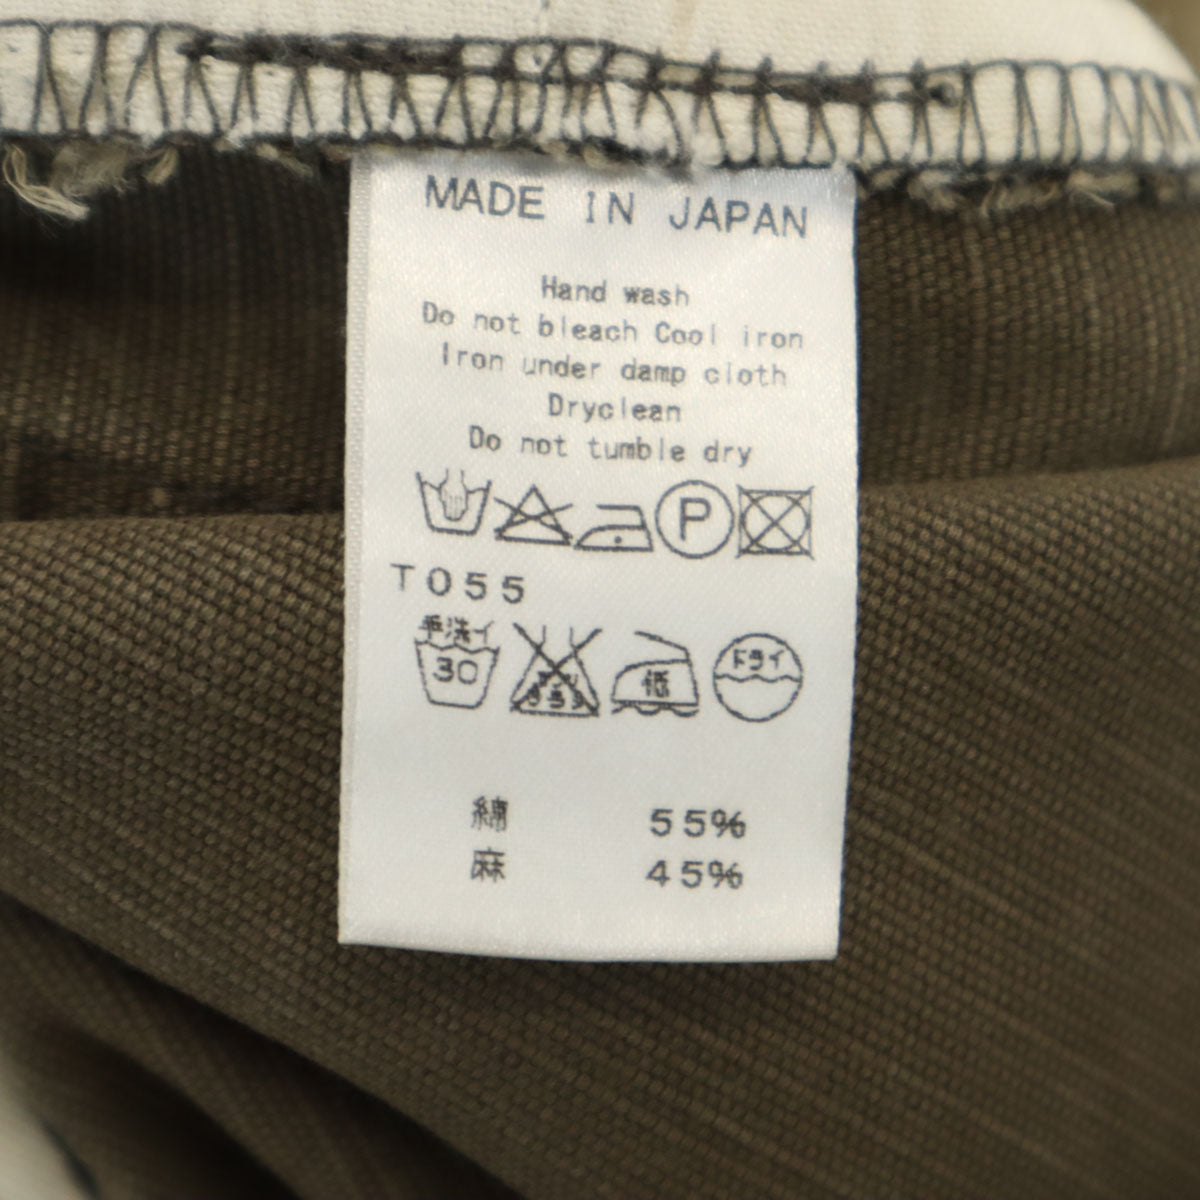 MADE IN JAPAN
Hand wash
Do not bleach Cool iron
Iron under damp cloth
Dryclean
Do not tumble dry
P
T055
手洗イ
30
低
ドライ
綿 55%
麻 45%